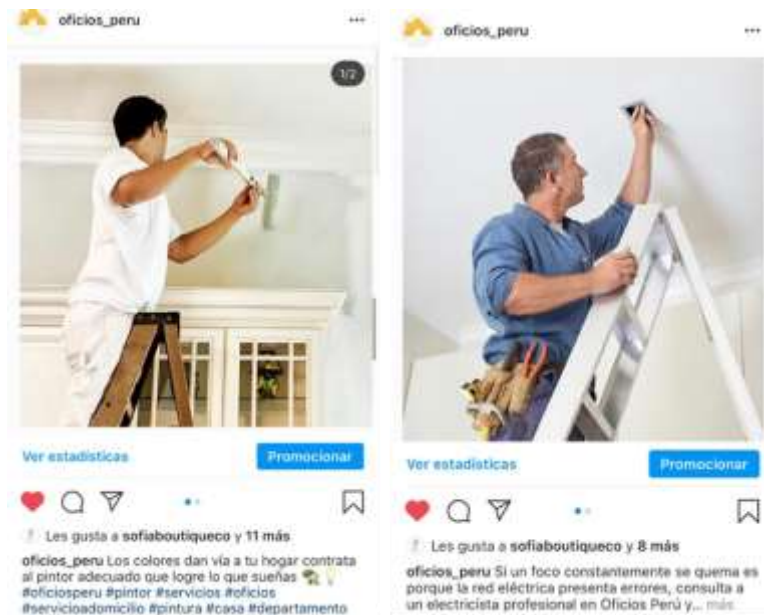 oficios_peru
1/2
Ver estadísticas
Promocionar
Les gusta a sofiaboutiqueco y 11 más
oficios_peru Los colores dan vía a tu hogar contrata
al pintor adecuado que logre lo que sueñas
#oficiosperu #pintor #servicios #oficios
#servicioadomicilio #pintura #casa #departamento
oficios_peru
Ver estadísticas
Promocionar
Les gusta a sofiaboutiqueco y 8 más
oficios_peru Si un foco constantemente se quema es
porque la red eléctrica presenta errores, consulta a
un electricista profesional en Oficios Perú y... más